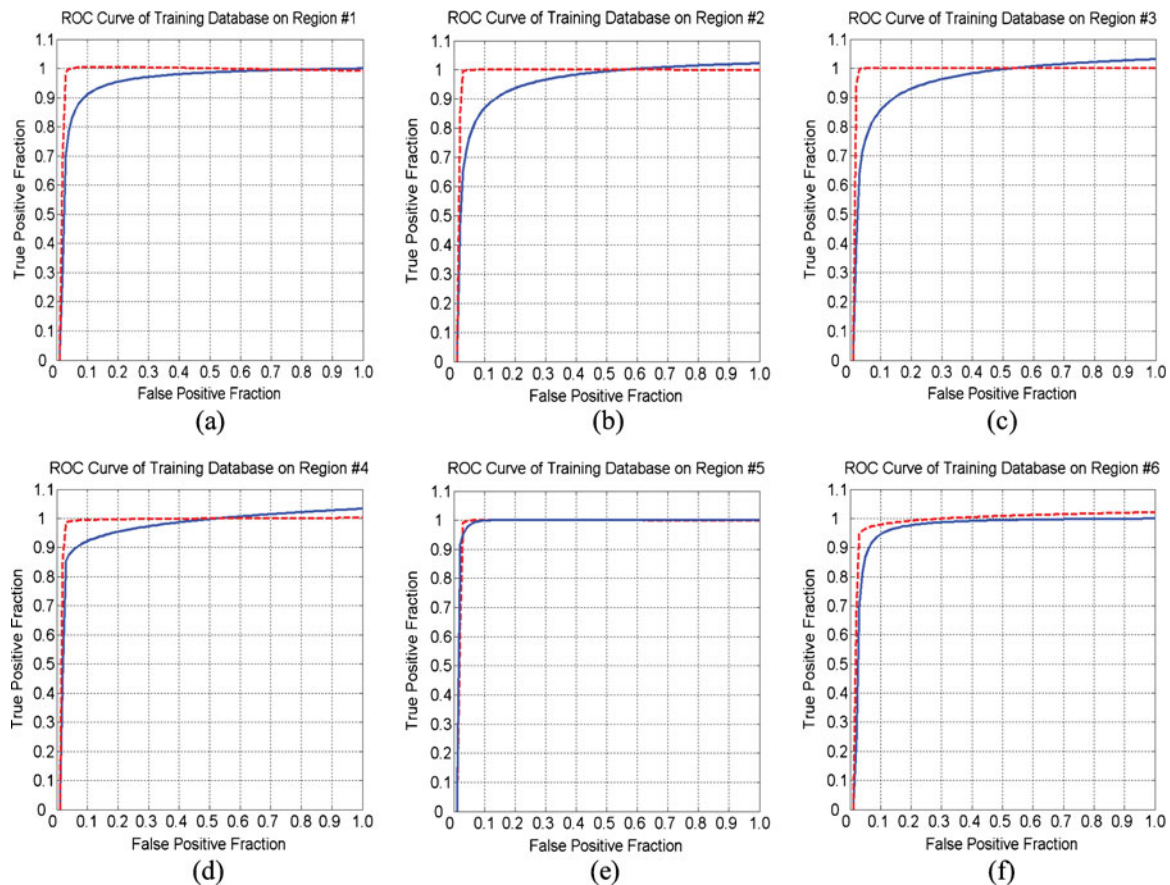 ROC Curve of Training Database on Region #1
1.1
1
0.9
0.8
0.7
0.6
0.5
0.4
0.3
0.2
0.1
0
True Positive Fraction
0 0.1 0.2 0.3 0.4 0.5 0.6 0.7 0.8 0.9 1.0
False Positive Fraction
(a)
ROC Curve of Training Database on Region #2
1.1
1
0.9
0.8
0.7
0.6
0.5
0.4
0.3
0.2
0.1
0
True Positive Fraction
0 0.1 0.2 0.3 0.4 0.5 0.6 0.7 0.8 0.9 1.0
False Positive Fraction
(b)
ROC Curve of Training Database on Region #3
1.1
1
0.9
0.8
0.7
0.6
0.5
0.4
0.3
0.2
0.1
0
True Positive Fraction
0 0.1 0.2 0.3 0.4 0.5 0.6 0.7 0.8 0.9 1.0
False Positive Fraction
(c)
ROC Curve of Training Database on Region #4
1.1
1
0.9
0.8
0.7
0.6
0.5
0.4
0.3
0.2
0.1
0
True Positive Fraction
0 0.1 0.2 0.3 0.4 0.5 0.6 0.7 0.8 0.9 1.0
False Positive Fraction
(d)
ROC Curve of Training Database on Region #5
1.1
1
0.9
0.8
0.7
0.6
0.5
0.4
0.3
0.2
0.1
0
True Positive Fraction
0 0.1 0.2 0.3 0.4 0.5 0.6 0.7 0.8 0.9 1.0
False Positive Fraction
(e)
ROC Curve of Training Database on Region #6
1.1
1
0.9
0.8
0.7
0.6
0.5
0.4
0.3
0.2
0.1
0
True Positive Fraction
0 0.1 0.2 0.3 0.4 0.5 0.6 0.7 0.8 0.9 1.0
False Positive Fraction
(f)